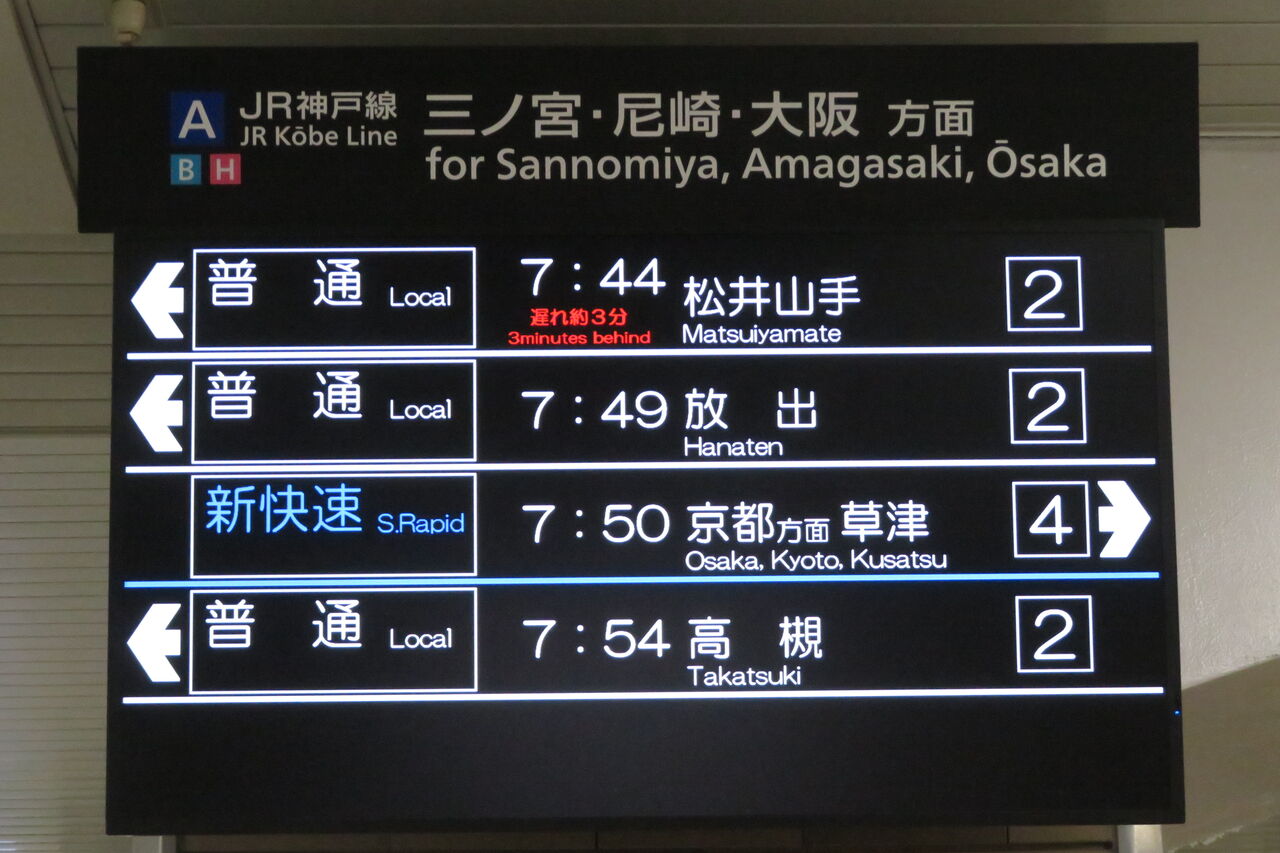 A JR神戸線 三ノ宮・尼崎・大阪 方面
B H JR Kōbe Line for Sannomiya, Amagasaki, Ōsaka
普 通 Local 7:44 松井山手 2
遅れ約3分
3minutes behind Matsuiyamate
普 通 Local 7:49 放 出 2
Hanaten
新快速 S.Rapid 7:50 京都方面 草津 4
Osaka, Kyoto, Kusatsu
普 通 Local 7:54 高 槻 2
Takatsuki